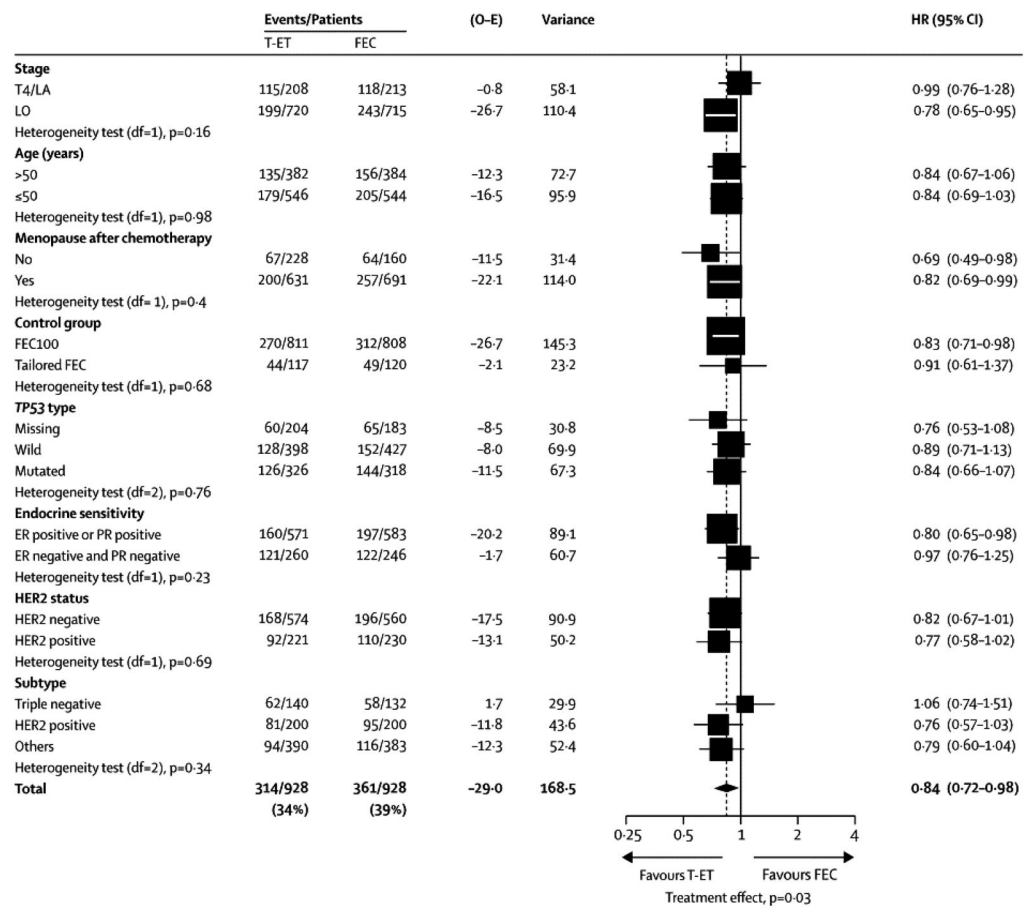 Events/Patients (O–E) Variance HR (95% CI)
T-ET FEC
Stage
T4/LA 115/208 118/213 –0·8 58·1 0·99 (0·76–1·28)
LO 199/720 243/715 –26·7 110·4 0·78 (0·65–0·95)
Heterogeneity test (df=1), p=0·16
Age (years)
>50 135/382 156/384 –12·3 72·7 0·84 (0·67–1·06)
≤50 179/546 205/544 –16·5 95·9 0·84 (0·69–1·03)
Heterogeneity test (df=1), p=0·98
Menopause after chemotherapy
No 67/228 64/160 –11·5 31·4 0·69 (0·49–0·98)
Yes 200/631 257/691 –22·1 114·0 0·82 (0·69–0·99)
Heterogeneity test (df= 1), p=0·4
Control group
FEC100 270/811 312/808 –26·7 145·3 0·83 (0·71–0·98)
Tailored FEC 44/117 49/120 –2·1 23·2 0·91 (0·61–1·37)
Heterogeneity test (df=1), p=0·68
TP53 type
Missing 60/204 65/183 –8·5 30·8 0·76 (0·53–1·08)
Wild 128/398 152/427 –8·0 69·9 0·89 (0·71–1·13)
Mutated 126/326 144/318 –11·5 67·3 0·84 (0·66–1·07)
Heterogeneity test (df=2), p=0·76
Endocrine sensitivity
ER positive or PR positive 160/571 197/583 –20·2 89·1 0·80 (0·65–0·98)
ER negative and PR negative 121/260 122/246 –1·7 60·7 0·97 (0·76–1·25)
Heterogeneity test (df=1), p=0·23
HER2 status
HER2 negative 168/574 196/560 –17·5 90·9 0·82 (0·67–1·01)
HER2 positive 92/221 110/230 –13·1 50·2 0·77 (0·58–1·02)
Heterogeneity test (df=1), p=0·69
Subtype
Triple negative 62/140 58/132 1·7 29·9 1·06 (0·74–1·51)
HER2 positive 81/200 95/200 –11·8 43·6 0·76 (0·57–1·03)
Others 94/390 116/383 –12·3 52·4 0·79 (0·60–1·04)
Heterogeneity test (df=2), p=0·34
Total 314/928 361/928 –29·0 168·5 0·84 (0·72–0·98)
(34%) (39%)
0·25 0·5 1 2 4
Favours T-ET Favours FEC
Treatment effect, p=0·03